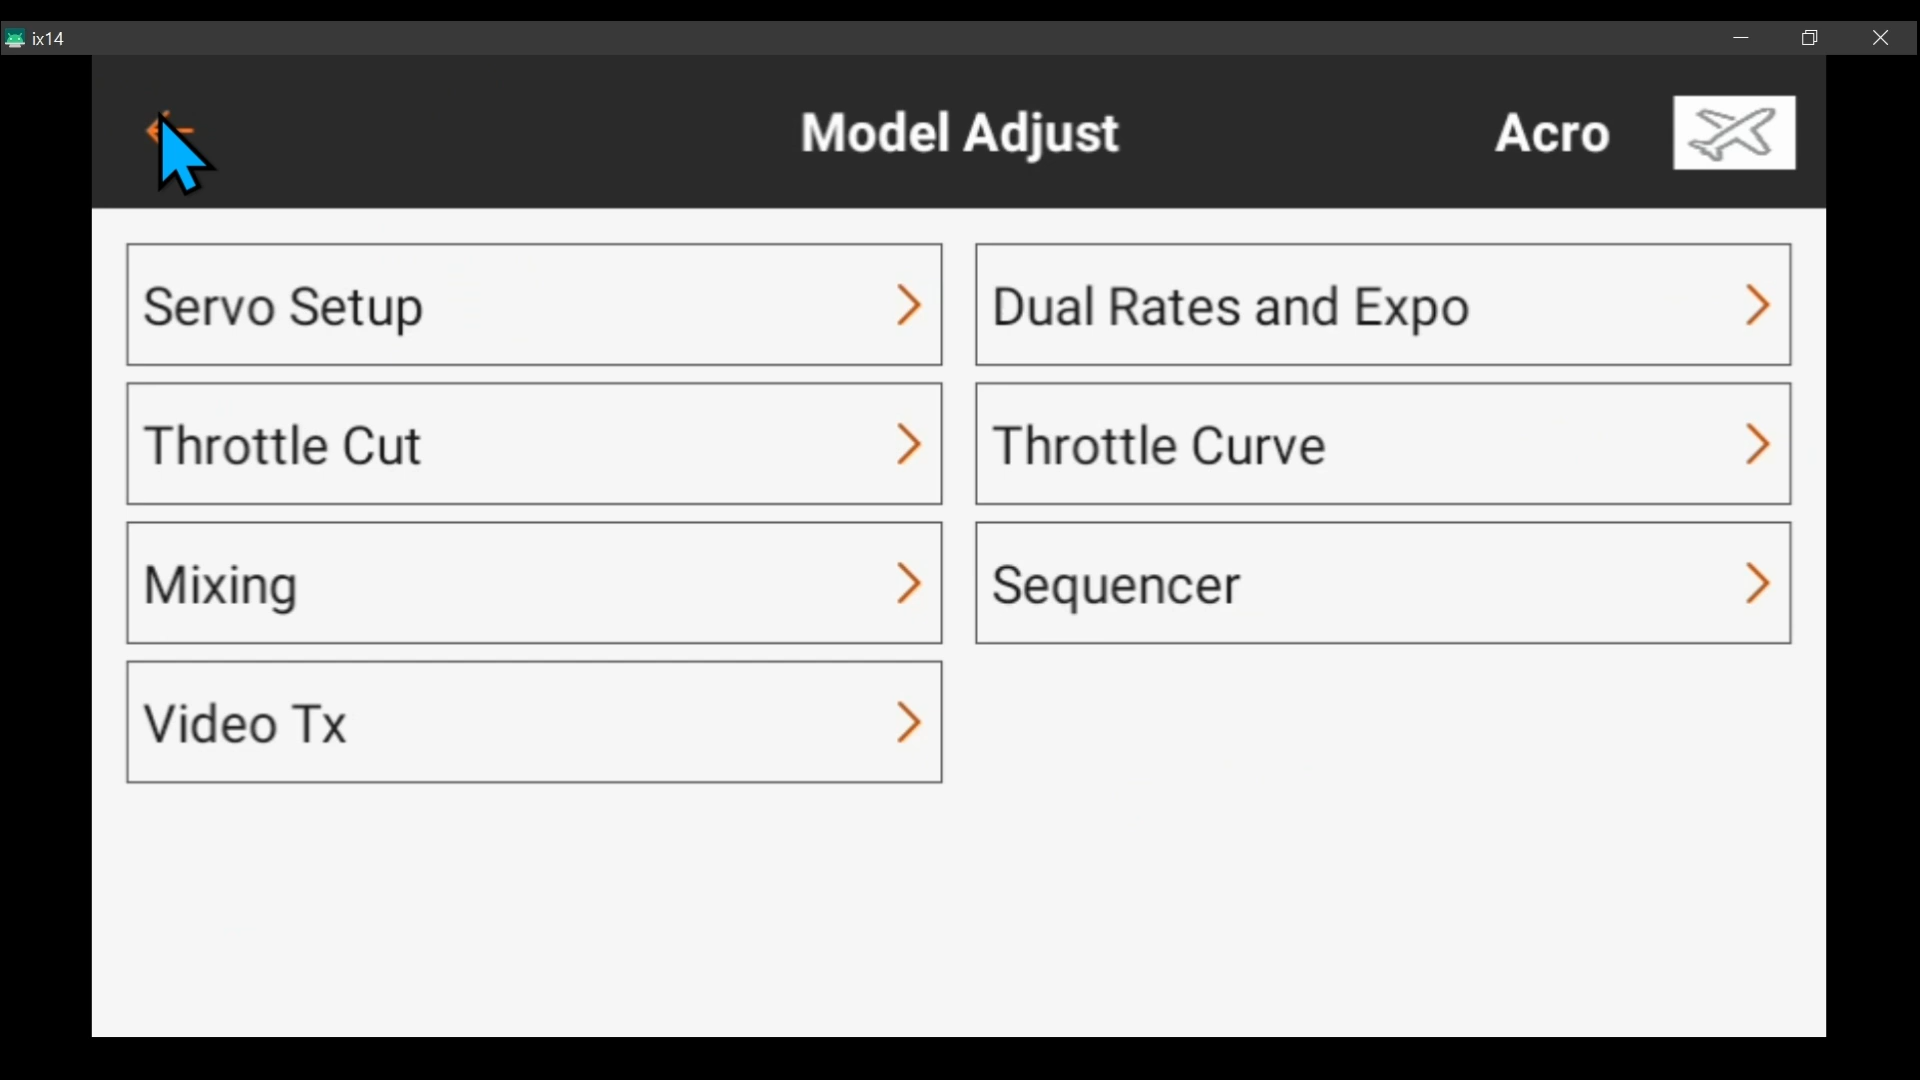 ix14
Model Adjust
Acro
Servo Setup
Dual Rates and Expo
Throttle Cut
Throttle Curve
Mixing
Sequencer
Video Tx